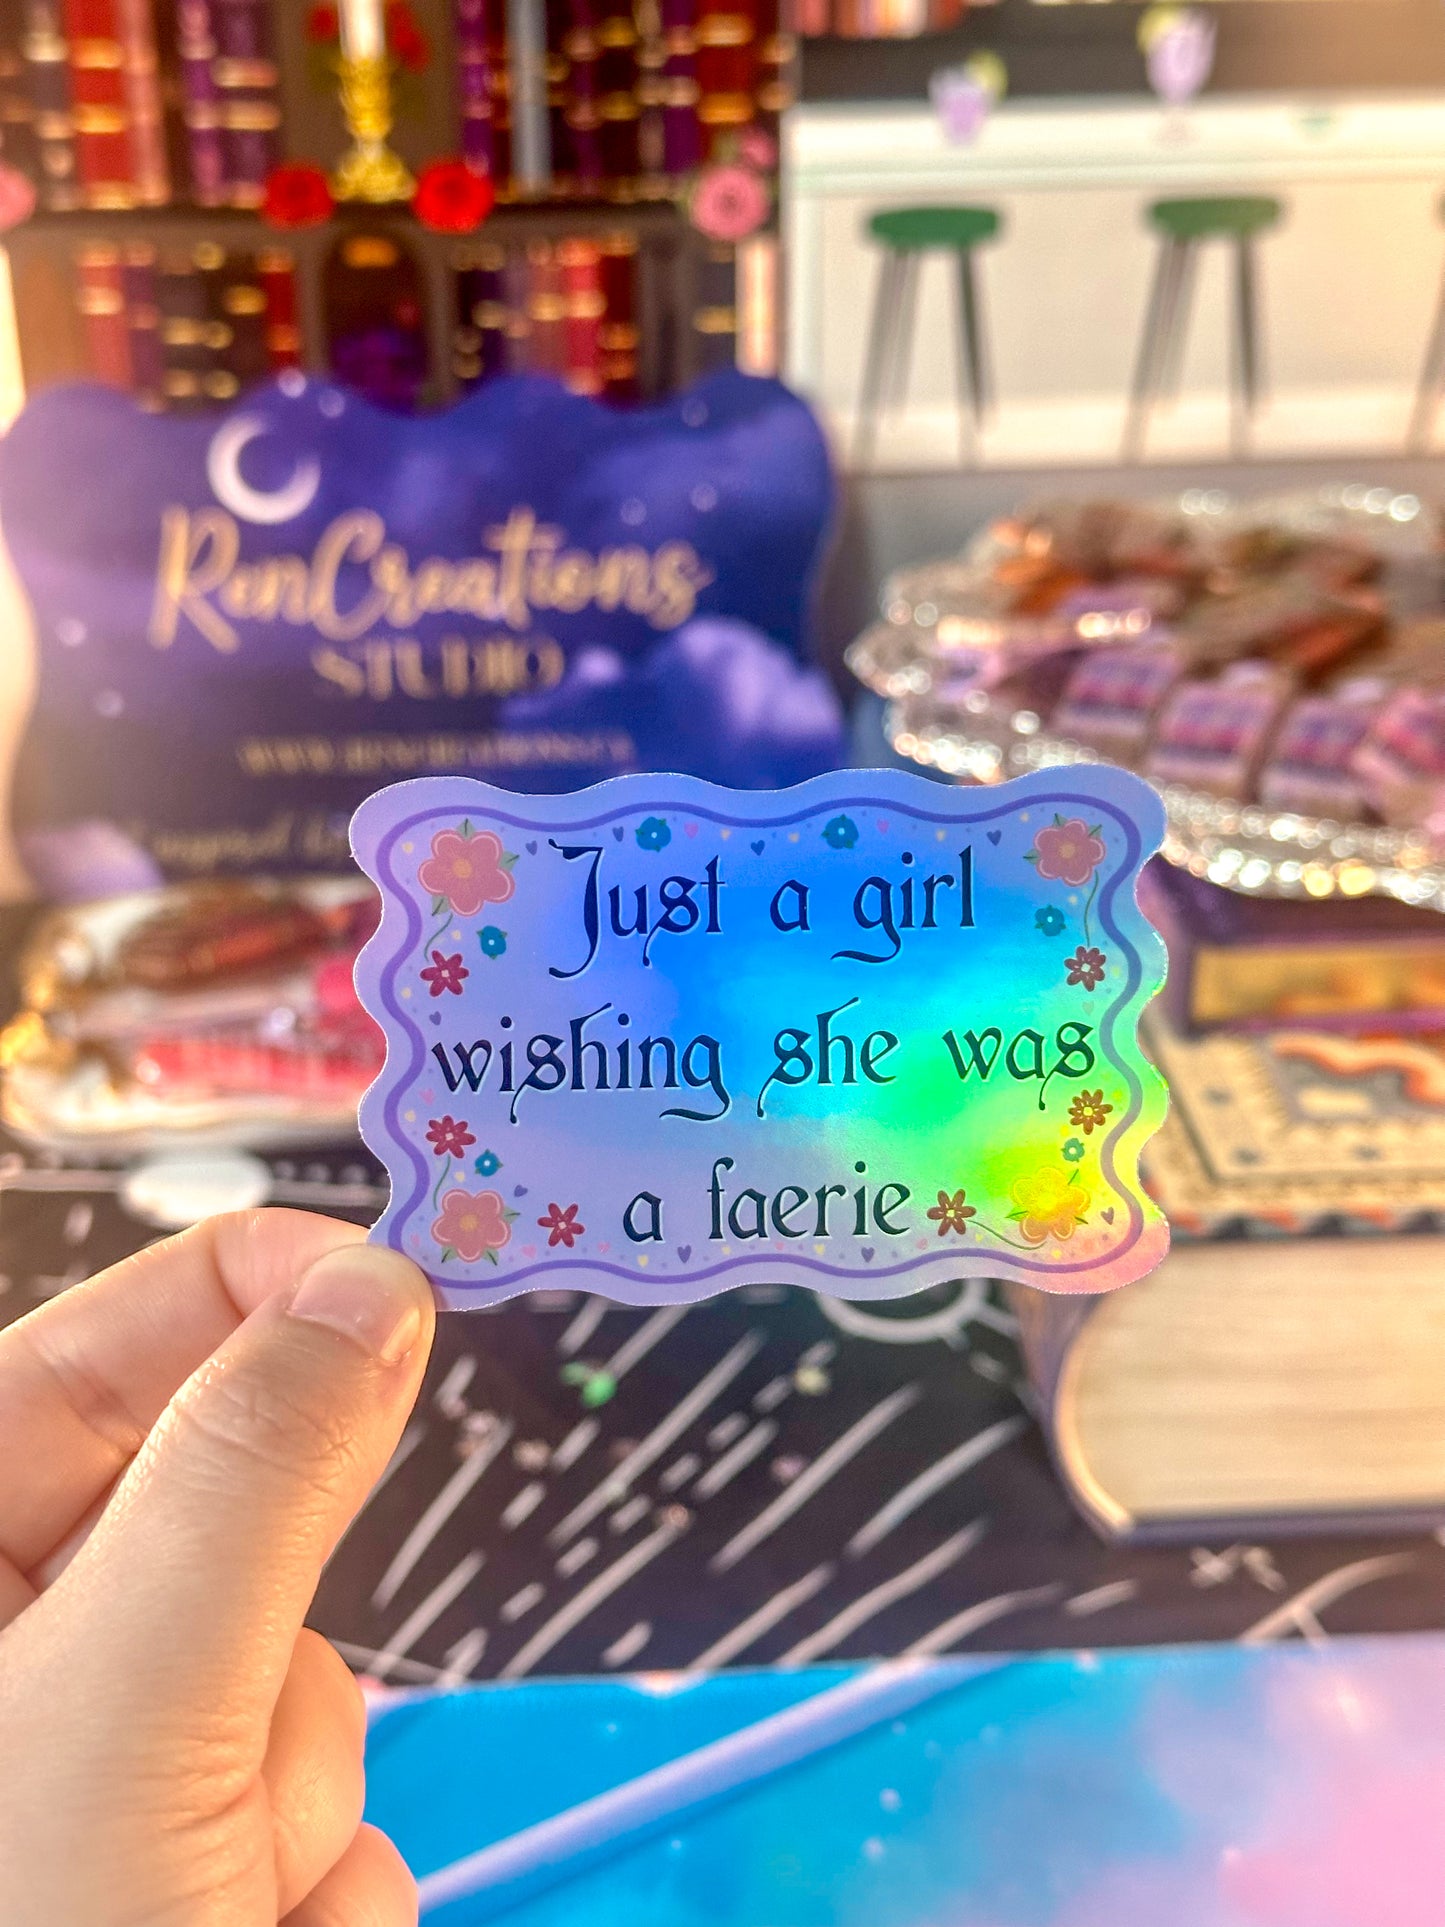 RenCreations
STUDIO
Just a girl
wishing she was
a faerie